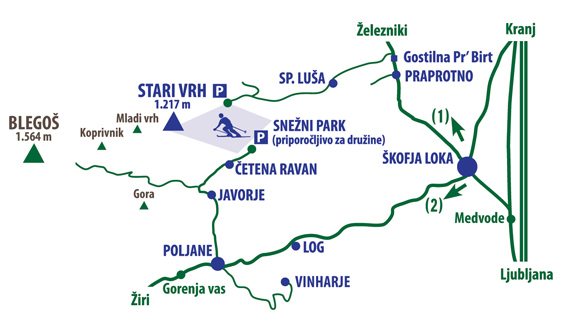 Železniki
Kranj
Gostilna Pr' Birt
PRAPROTNO
SP. LUŠA
STARI VRH
P
1.217 m
Mladi vrh
BLEGOŠ
1.564 m
Koprivnik
SNEŽNI PARK
(priporočljivo za družine)
P
(1)
ŠKOFJA LOKA
ČETENA RAVAN
Gora
JAVORJE
(2)
Medvode
POLJANE
LOG
Ljubljana
VINHARJE
Gorenja vas
Žiri